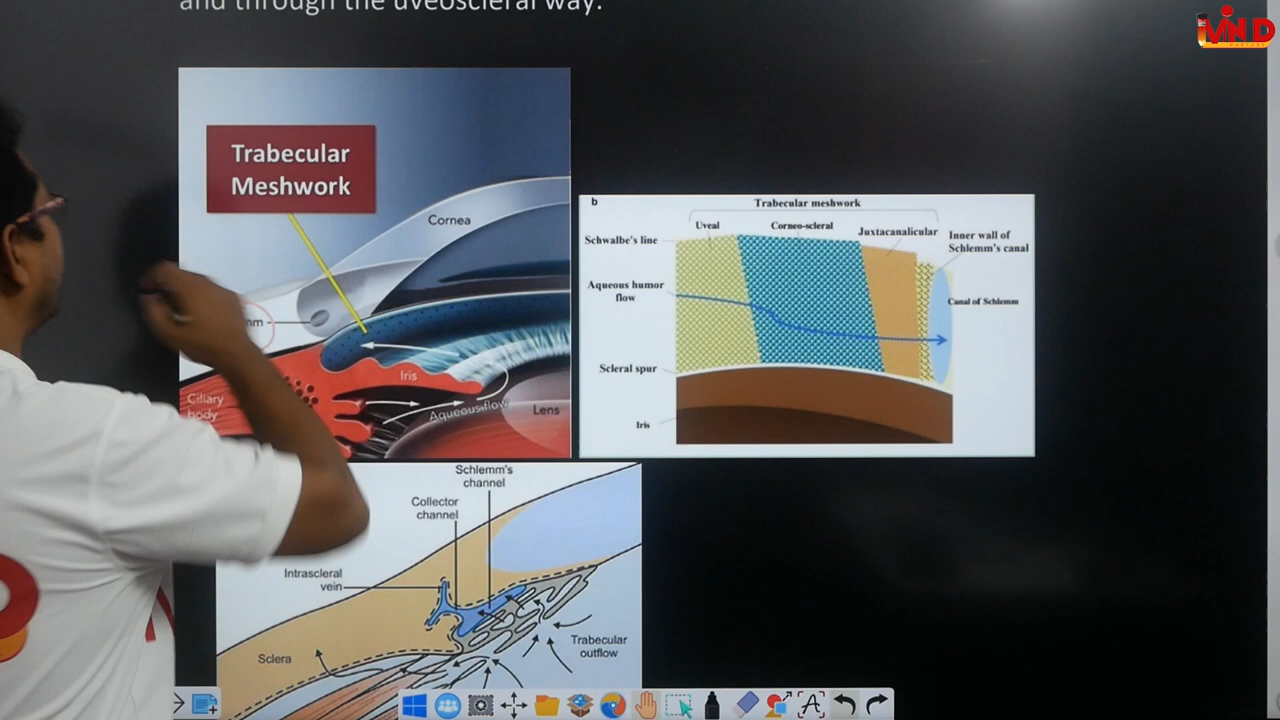 and through the uveoscleral way.
Trabecular
Meshwork
Cornea
Iris
Ciliary
body
Aqueous flow
Lens
b
Trabecular meshwork
Uveal
Corneo-scleral
Juxtacanalicular
Inner wall of
Schlemm's canal
Schwalbe's line
Aqueous humor
flow
Canal of Schlemm
Scleral spur
Iris
Schlemm's
channel
Collector
channel
Intrascleral
vein
Sclera
Trabecular
outflow